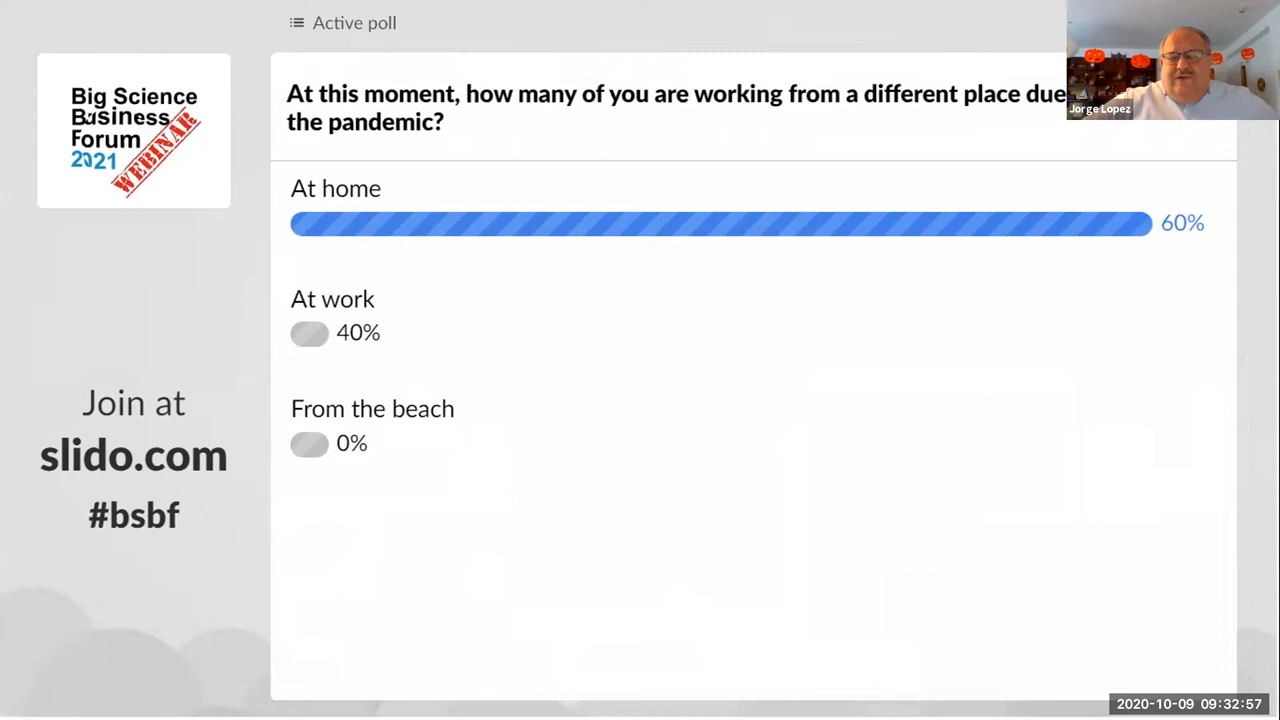 Active poll
Big Science
Business
Forum
2021
WEBINAR
At this moment, how many of you are working from a different place due
the pandemic?
Jorge Lopez
At home
60%
At work
40%
From the beach
0%
Join at
slido.com
#bsbf
2020-10-09 09:32:57